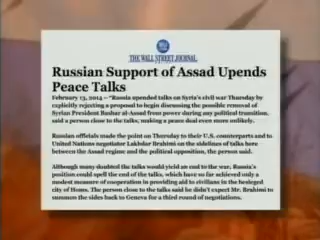 THE WALL STREET JOURNAL
Russian Support of Assad Upends
Peace Talks
February 13, 2014 – "Russia upended talks on Syria's civil war Thursday by
explicitly rejecting a proposal to begin discussing the possible removal of
Syrian President Bashar al-Assad from power during any political transition,
said a person close to the talks, making a peace deal even more unlikely.
Russian officials made the point on Thursday to their U.S. counterparts and to
United Nations negotiator Lakhdar Brahimi on the sidelines of talks here
between the Assad regime and the political opposition, the person said.
Although many doubted the talks would yield an end to the war, Russia's
position could spell the end of the talks, which have so far achieved only a
modest measure of cooperation in providing aid to civilians in the besieged
city of Homs. The person close to the talks said he didn't expect Mr. Brahimi to
summon the sides back to Geneva for a third round of negotiations.